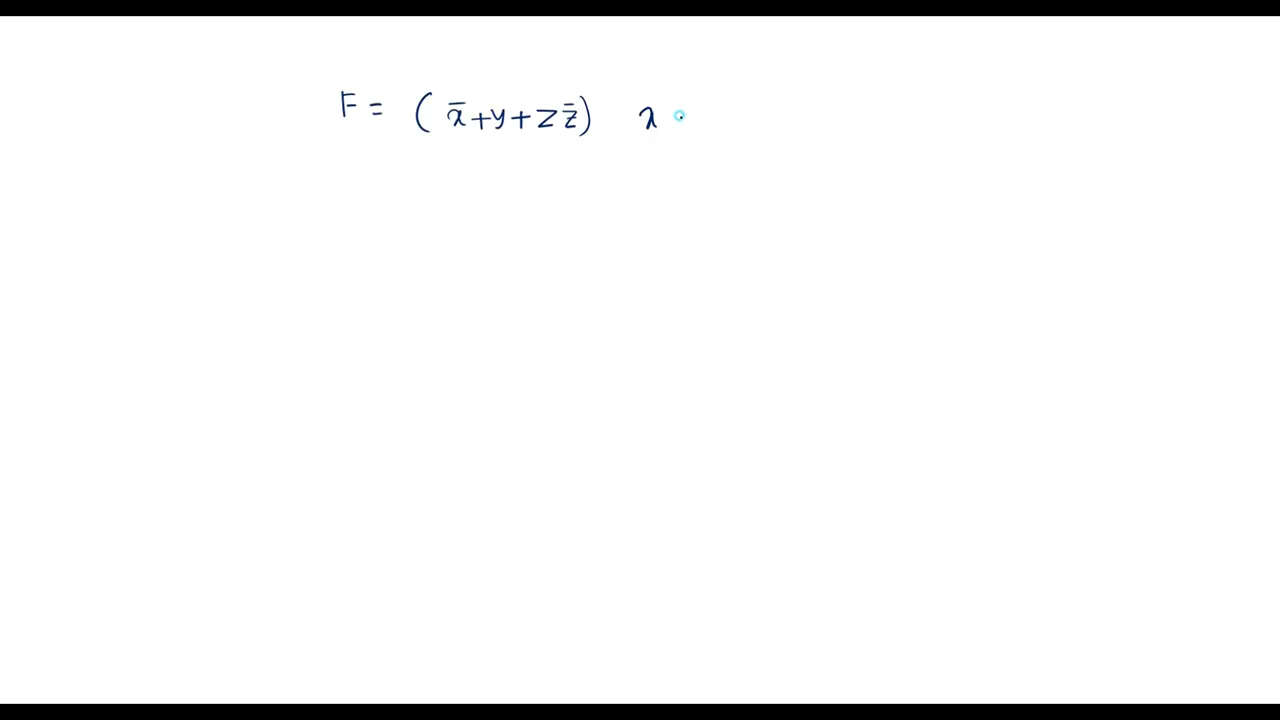 F = ( x̄ + y + z z̄ ) x